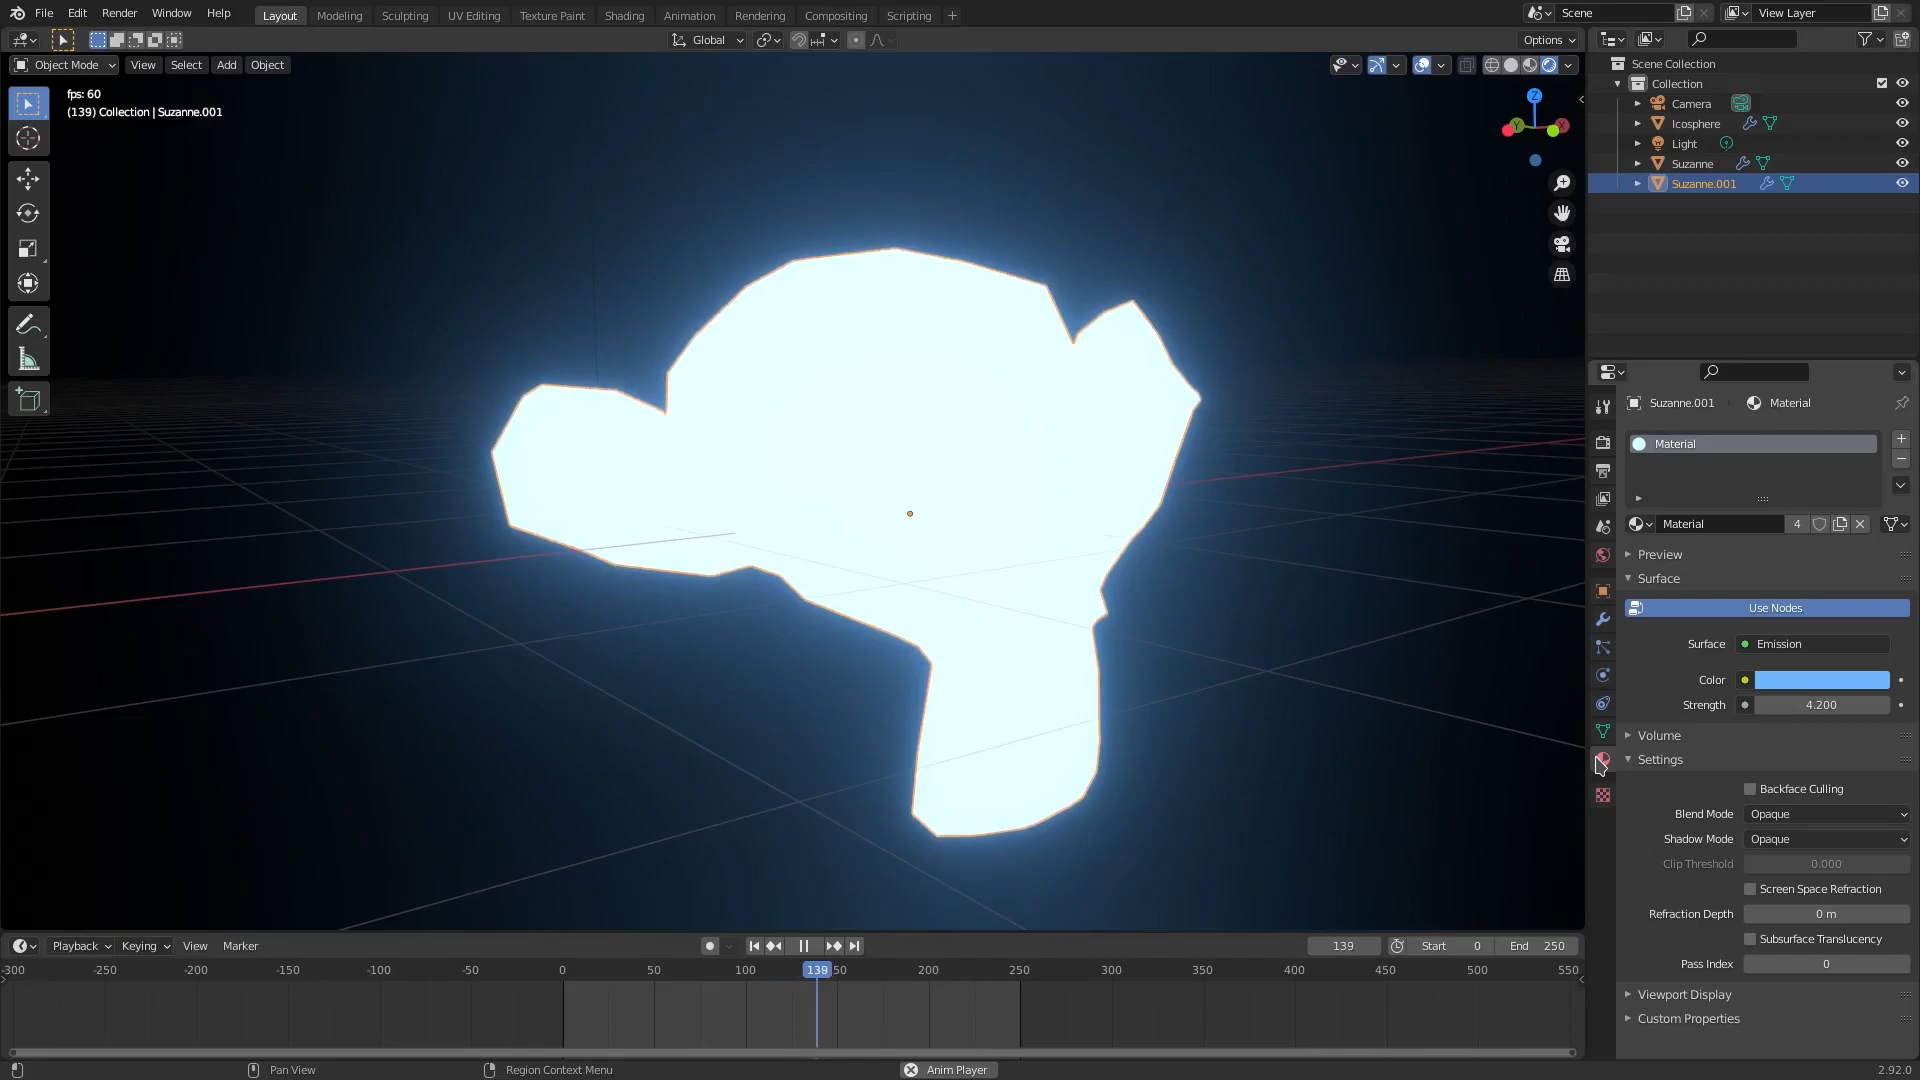 File Edit Render Window Help Layout Modeling Sculpting UV Editing Texture Paint Shading Animation Rendering Compositing Scripting + Scene View Layer
Global Options
Object Mode View Select Add Object
fps: 60
(139) Collection | Suzanne.001
Z
Y
X
Scene Collection
Collection
Camera
Icosphere
Light
Suzanne
Suzanne.001
Suzanne.001 Material
Material
Material 4
Preview
Surface
Use Nodes
Surface Emission
Color
Strength 4.200
Volume
Settings
Backface Culling
Blend Mode Opaque
Shadow Mode Opaque
Clip Threshold 0.000
Screen Space Refraction
Refraction Depth 0 m
Subsurface Translucency
Pass Index 0
Viewport Display
Custom Properties
Playback Keying View Marker 139 Start 0 End 250
-300 -250 -200 -150 -100 -50 0 50 100 139 50 200 250 300 350 400 450 500 550
Pan View Region Context Menu Anim Player 2.92.0